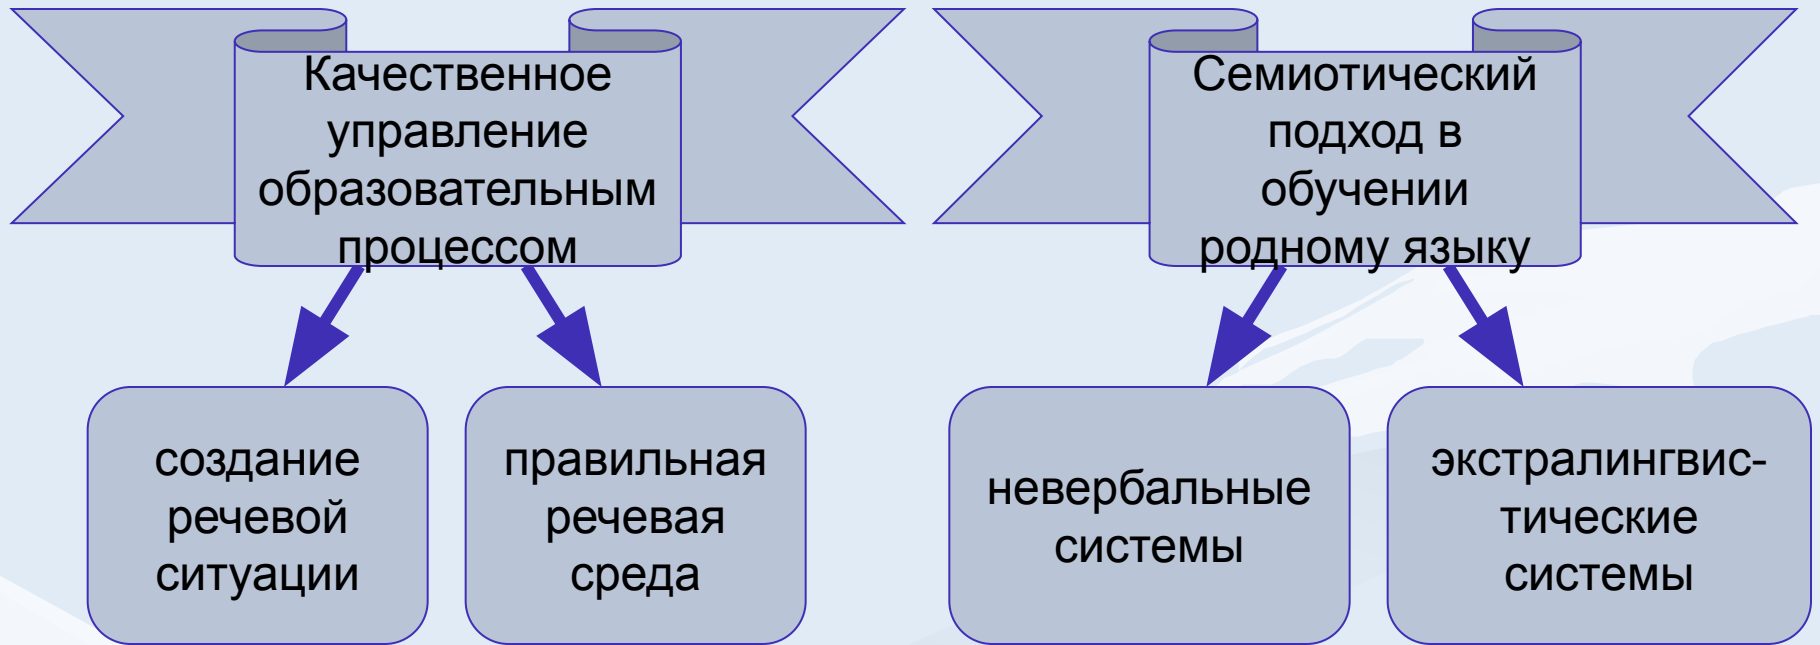 Качественное
управление
образовательным
процессом
Семиотический
подход в
обучении
родному языку
создание
речевой
ситуации
правильная
речевая
среда
невербальные
системы
экстралингвис-
тические
системы